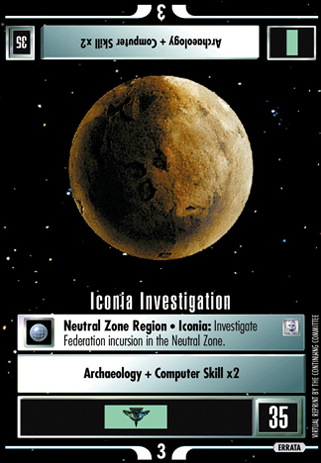 3
Archaeology + Computer Skill x2
35
Iconia Investigation
Neutral Zone Region • Iconia: Investigate
Federation incursion in the Neutral Zone.
Archaeology + Computer Skill x2
35
3
ERRATA
VIRTUAL REPRINT BY THE CONTINUING COMMITTEE